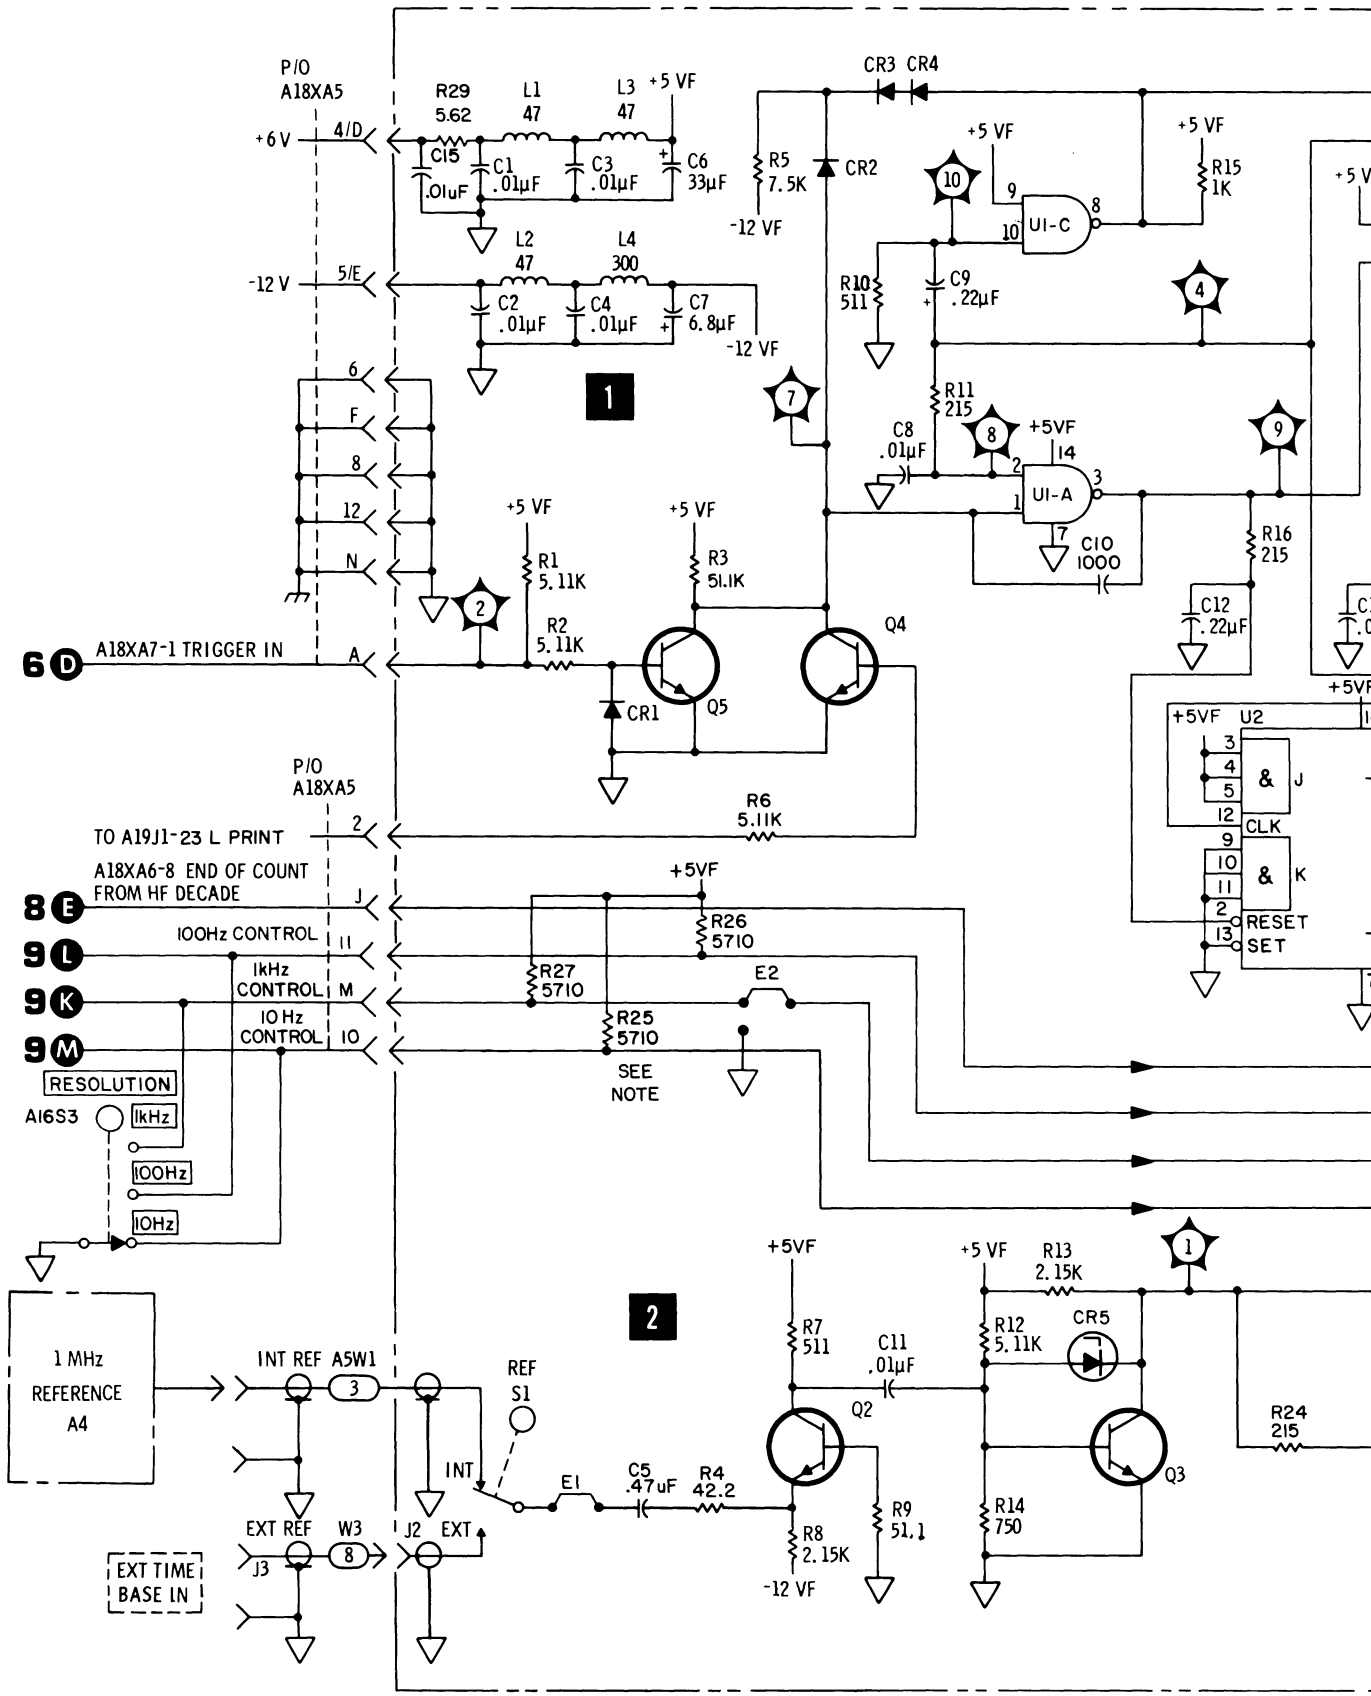 P/O
A18XA5
+6 V
4/D
R29
5.62
L1
47
L3
47
+5 VF
C15
.01uF
C1
.01µF
C3
.01µF
+
C6
33µF
-12 V
5/E
L2
47
L4
300
C2
.01µF
C4
.01µF
+
C7
6.8µF
-12 VF
6
F
8
12
N
1
CR3 CR4
R5
7.5K
-12 VF
CR2
+5 VF
10
9
10
U1-C
8
+5 VF
R15
1K
+5 V
R10
511
+
C9
.22µF
4
7
R11
215
C8
.01µF
8
+5VF
14
2
1
U1-A
3
7
9
C10
1000
R16
215
C12
.22µF
+5 VF
R1
5.11K
+5 VF
R3
51.1K
2
R2
5.11K
Q4
6 D
A18XA7-1 TRIGGER IN
A
CR1
Q5
+5VF
+5VF
U2
3
4
5
&
J
12
CLK
9
10
11
&
K
2
RESET
13
SET
P/O
A18XA5
R6
5.11K
TO A19J1-23 L PRINT
2
A18XA6-8 END OF COUNT
FROM HF DECADE
8 E
J
+5VF
R26
5710
9 L
100Hz CONTROL
11
R27
5710
E2
9 K
1kHz
CONTROL
M
R25
5710
9 M
10 Hz
CONTROL
10
SEE
NOTE
RESOLUTION
A16S3
1kHz
100Hz
10Hz
2
+5VF
+5 VF
R13
2.15K
1
R7
511
C11
.01µF
R12
5.11K
CR5
1 MHz
REFERENCE
A4
INT REF A5W1
3
REF
S1
Q2
R24
215
INT
E1
C5
.47uF
R4
42.2
Q3
R9
51.1
R14
750
R8
2.15K
-12 VF
EXT REF
W3
J2
EXT
8
J3
EXT TIME
BASE IN